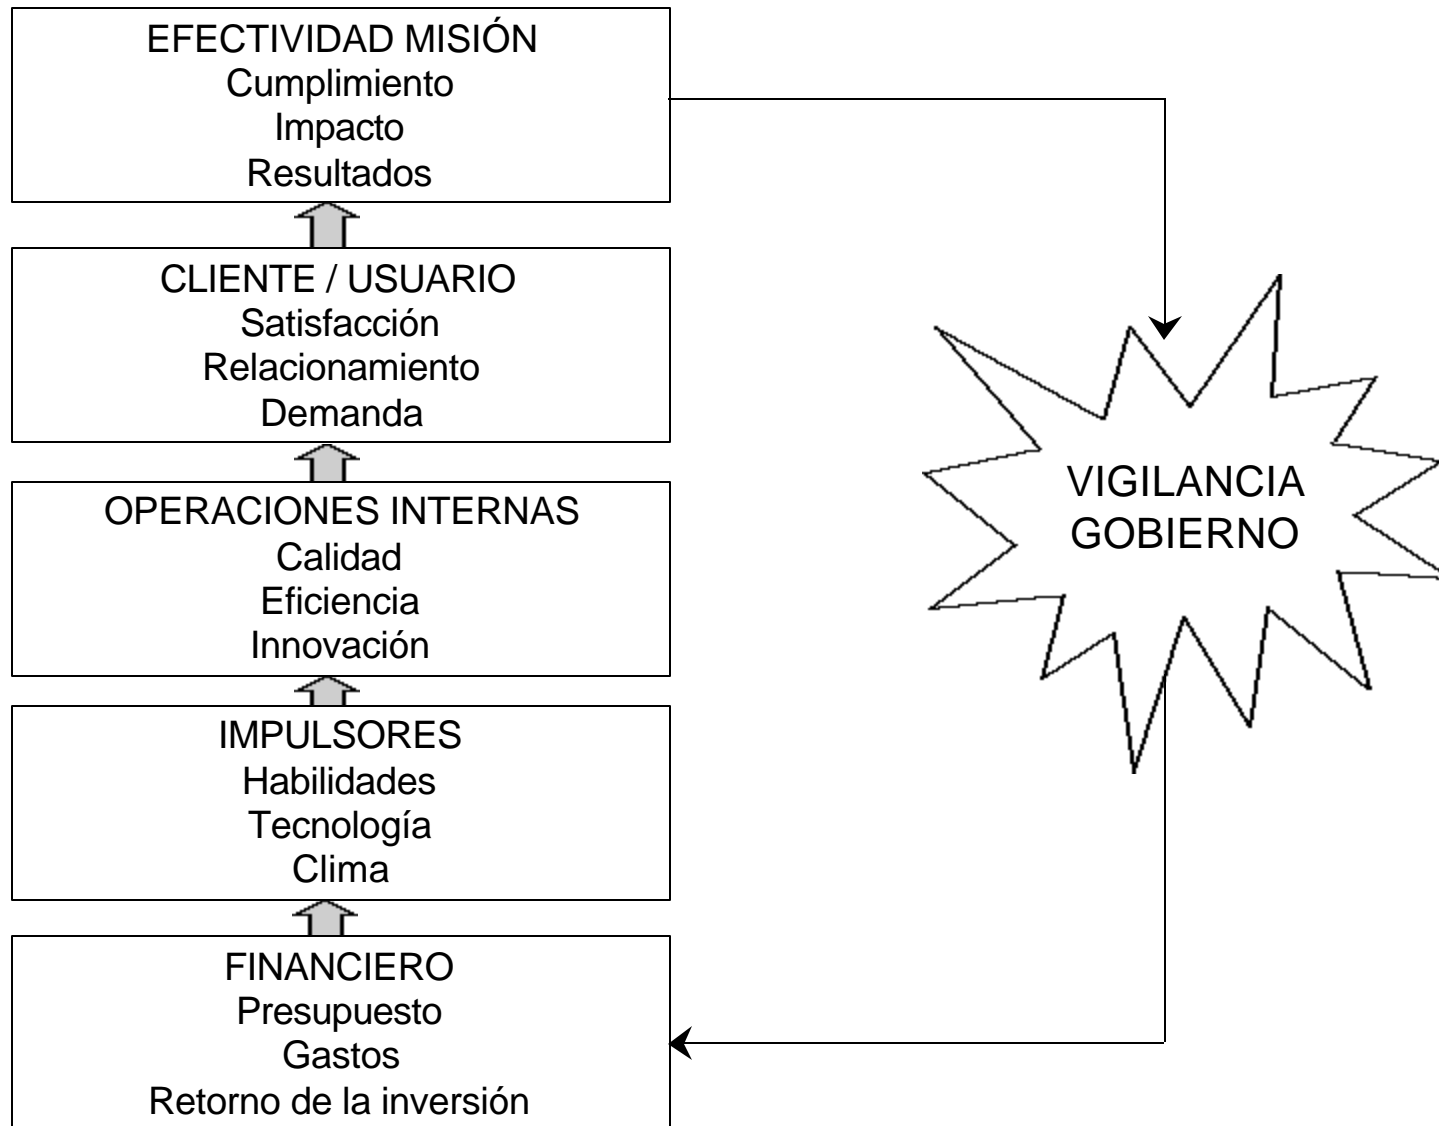 EFECTIVIDAD MISIÓN
Cumplimiento
Impacto
Resultados
CLIENTE / USUARIO
Satisfacción
Relacionamiento
Demanda
OPERACIONES INTERNAS
Calidad
Eficiencia
Innovación
IMPULSORES
Habilidades
Tecnología
Clima
FINANCIERO
Presupuesto
Gastos
Retorno de la inversión
VIGILANCIA
GOBIERNO